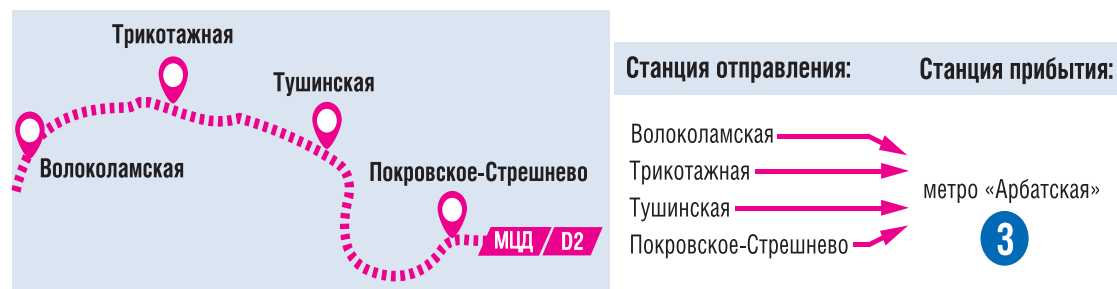 Трикотажная
Тушинская
Волоколамская
Покровское-Стрешнево
МЦД D2
Станция отправления: Станция прибытия:
Волоколамская
Трикотажная
Тушинская
Покровское-Стрешнево
метро «Арбатская»
3